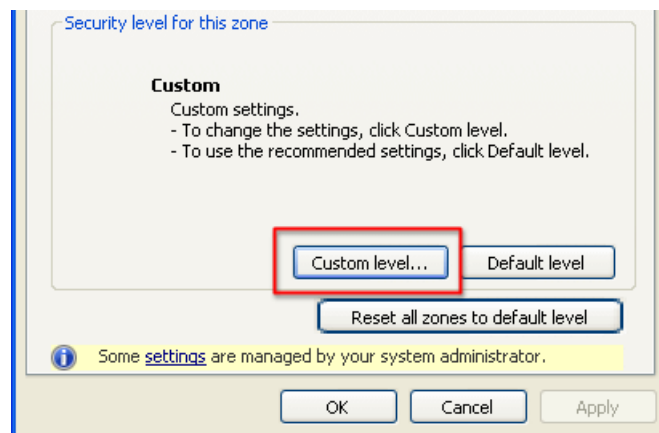 Security level for this zone
Custom
Custom settings.
- To change the settings, click Custom level.
- To use the recommended settings, click Default level.
Custom level... Default level
Reset all zones to default level
Some settings are managed by your system administrator.
OK Cancel Apply